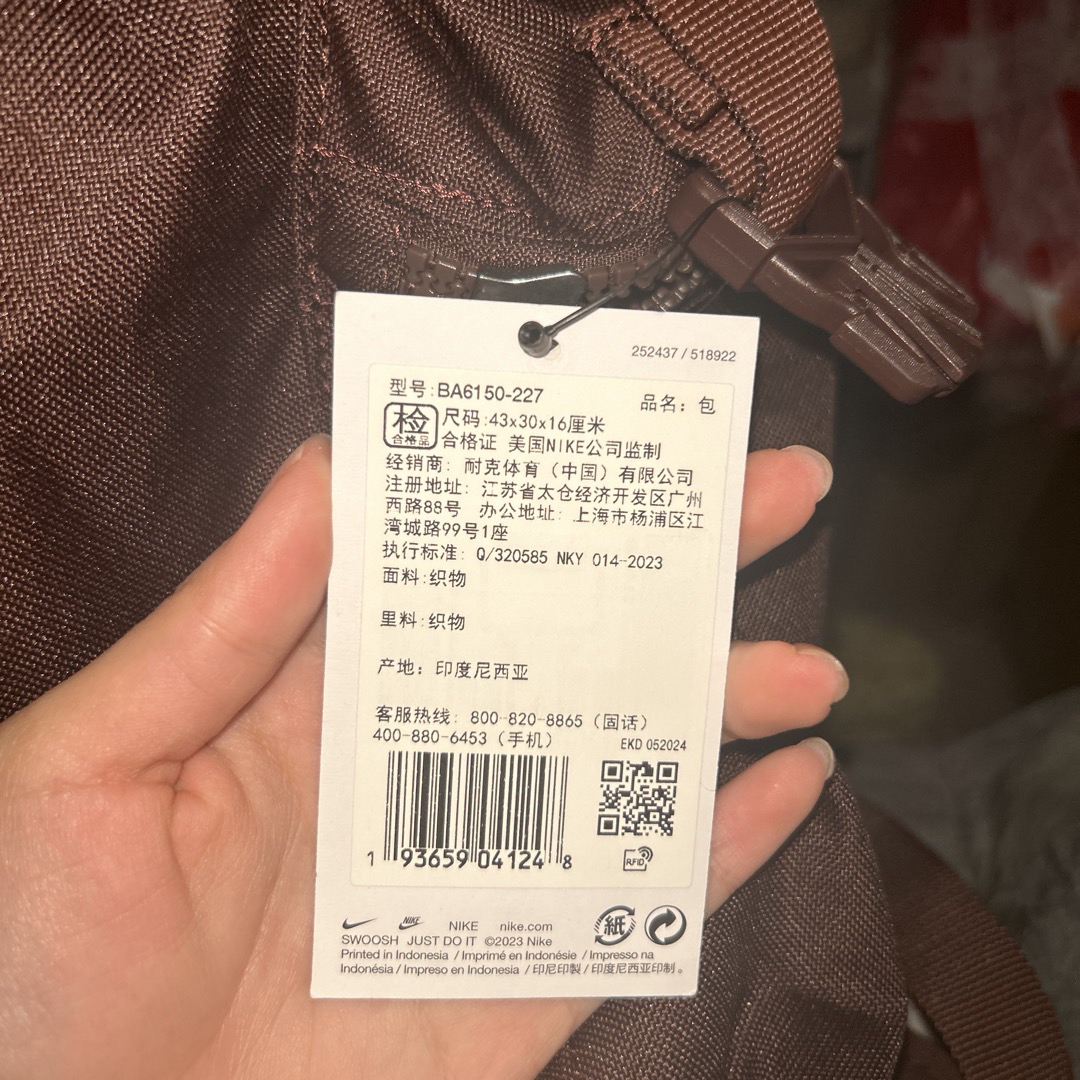 252437 / 518922
型号:BA6150-227
品名: 包
检
合格品
尺码:43x30x16厘米
合格证 美国NIKE公司监制
经销商: 耐克体育（中国）有限公司
注册地址: 江苏省太仓经济开发区广州
西路88号 办公地址: 上海市杨浦区江
湾城路99号1座
执行标准: Q/320585 NKY 014-2023
面料:织物
里料:织物
产地: 印度尼西亚
客服热线: 800-820-8865（固话）
400-880-6453（手机）
EKD 052024
1 93659 04124 8
RFID
NIKE NIKE nike.com
紙
SWOOSH JUST DO IT ©2023 Nike
Printed in Indonesia / Imprimé en Indonésie / Impresso na
Indonésia / Impreso en Indonesia / 印尼印製 / 印度尼西亚印制。